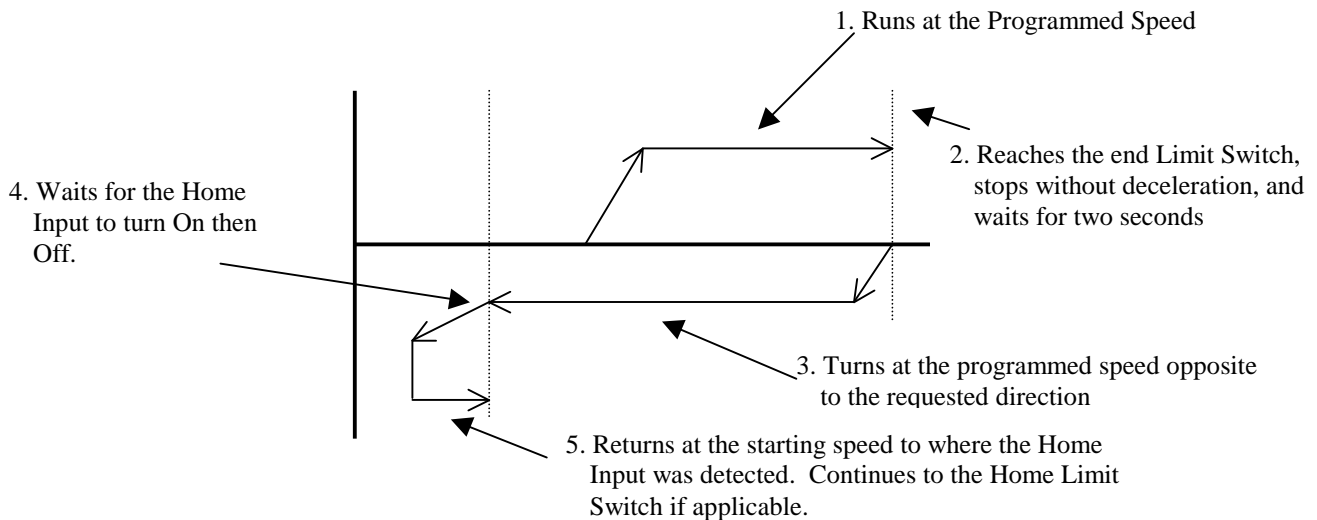 1. Runs at the Programmed Speed
2. Reaches the end Limit Switch,
stops without deceleration, and
waits for two seconds
4. Waits for the Home
Input to turn On then
Off.
3. Turns at the programmed speed opposite
to the requested direction
5. Returns at the starting speed to where the Home
Input was detected.  Continues to the Home Limit
Switch if applicable.